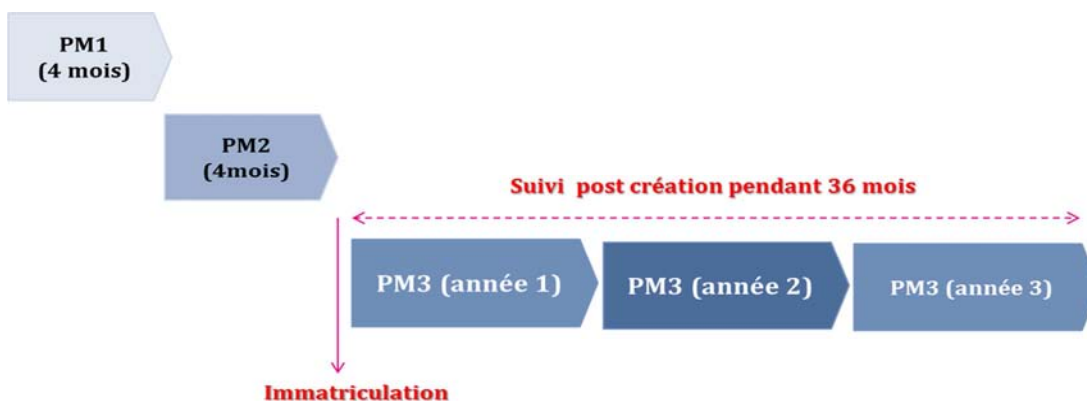 PM1
(4 mois)
PM2
(4mois)
Suivi post création pendant 36 mois
PM3 (année 1)
PM3 (année 2)
PM3 (année 3)
Immatriculation